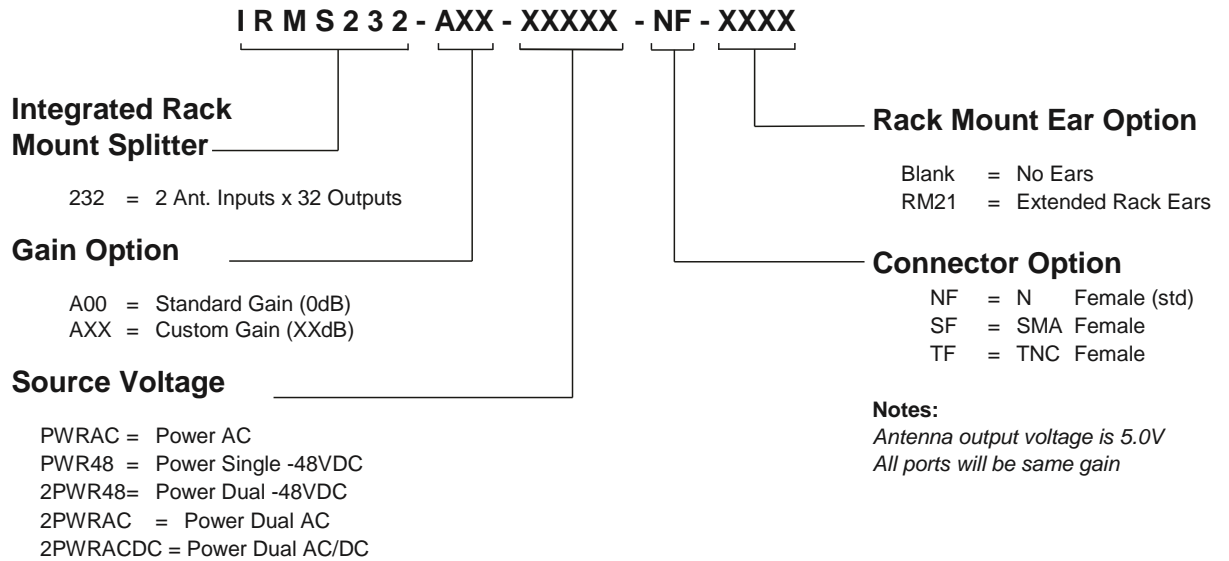 I R M S 2 3 2 - AXX - XXXXX - NF - XXXX
Integrated Rack
Mount Splitter
232 = 2 Ant. Inputs x 32 Outputs
Gain Option
A00 = Standard Gain (0dB)
AXX = Custom Gain (XXdB)
Source Voltage
PWRAC = Power AC
PWR48 = Power Single -48VDC
2PWR48= Power Dual -48VDC
2PWRAC = Power Dual AC
2PWRACDC = Power Dual AC/DC
Rack Mount Ear Option
Blank = No Ears
RM21 = Extended Rack Ears
Connector Option
NF = N Female (std)
SF = SMA Female
TF = TNC Female
Notes:
Antenna output voltage is 5.0V
All ports will be same gain